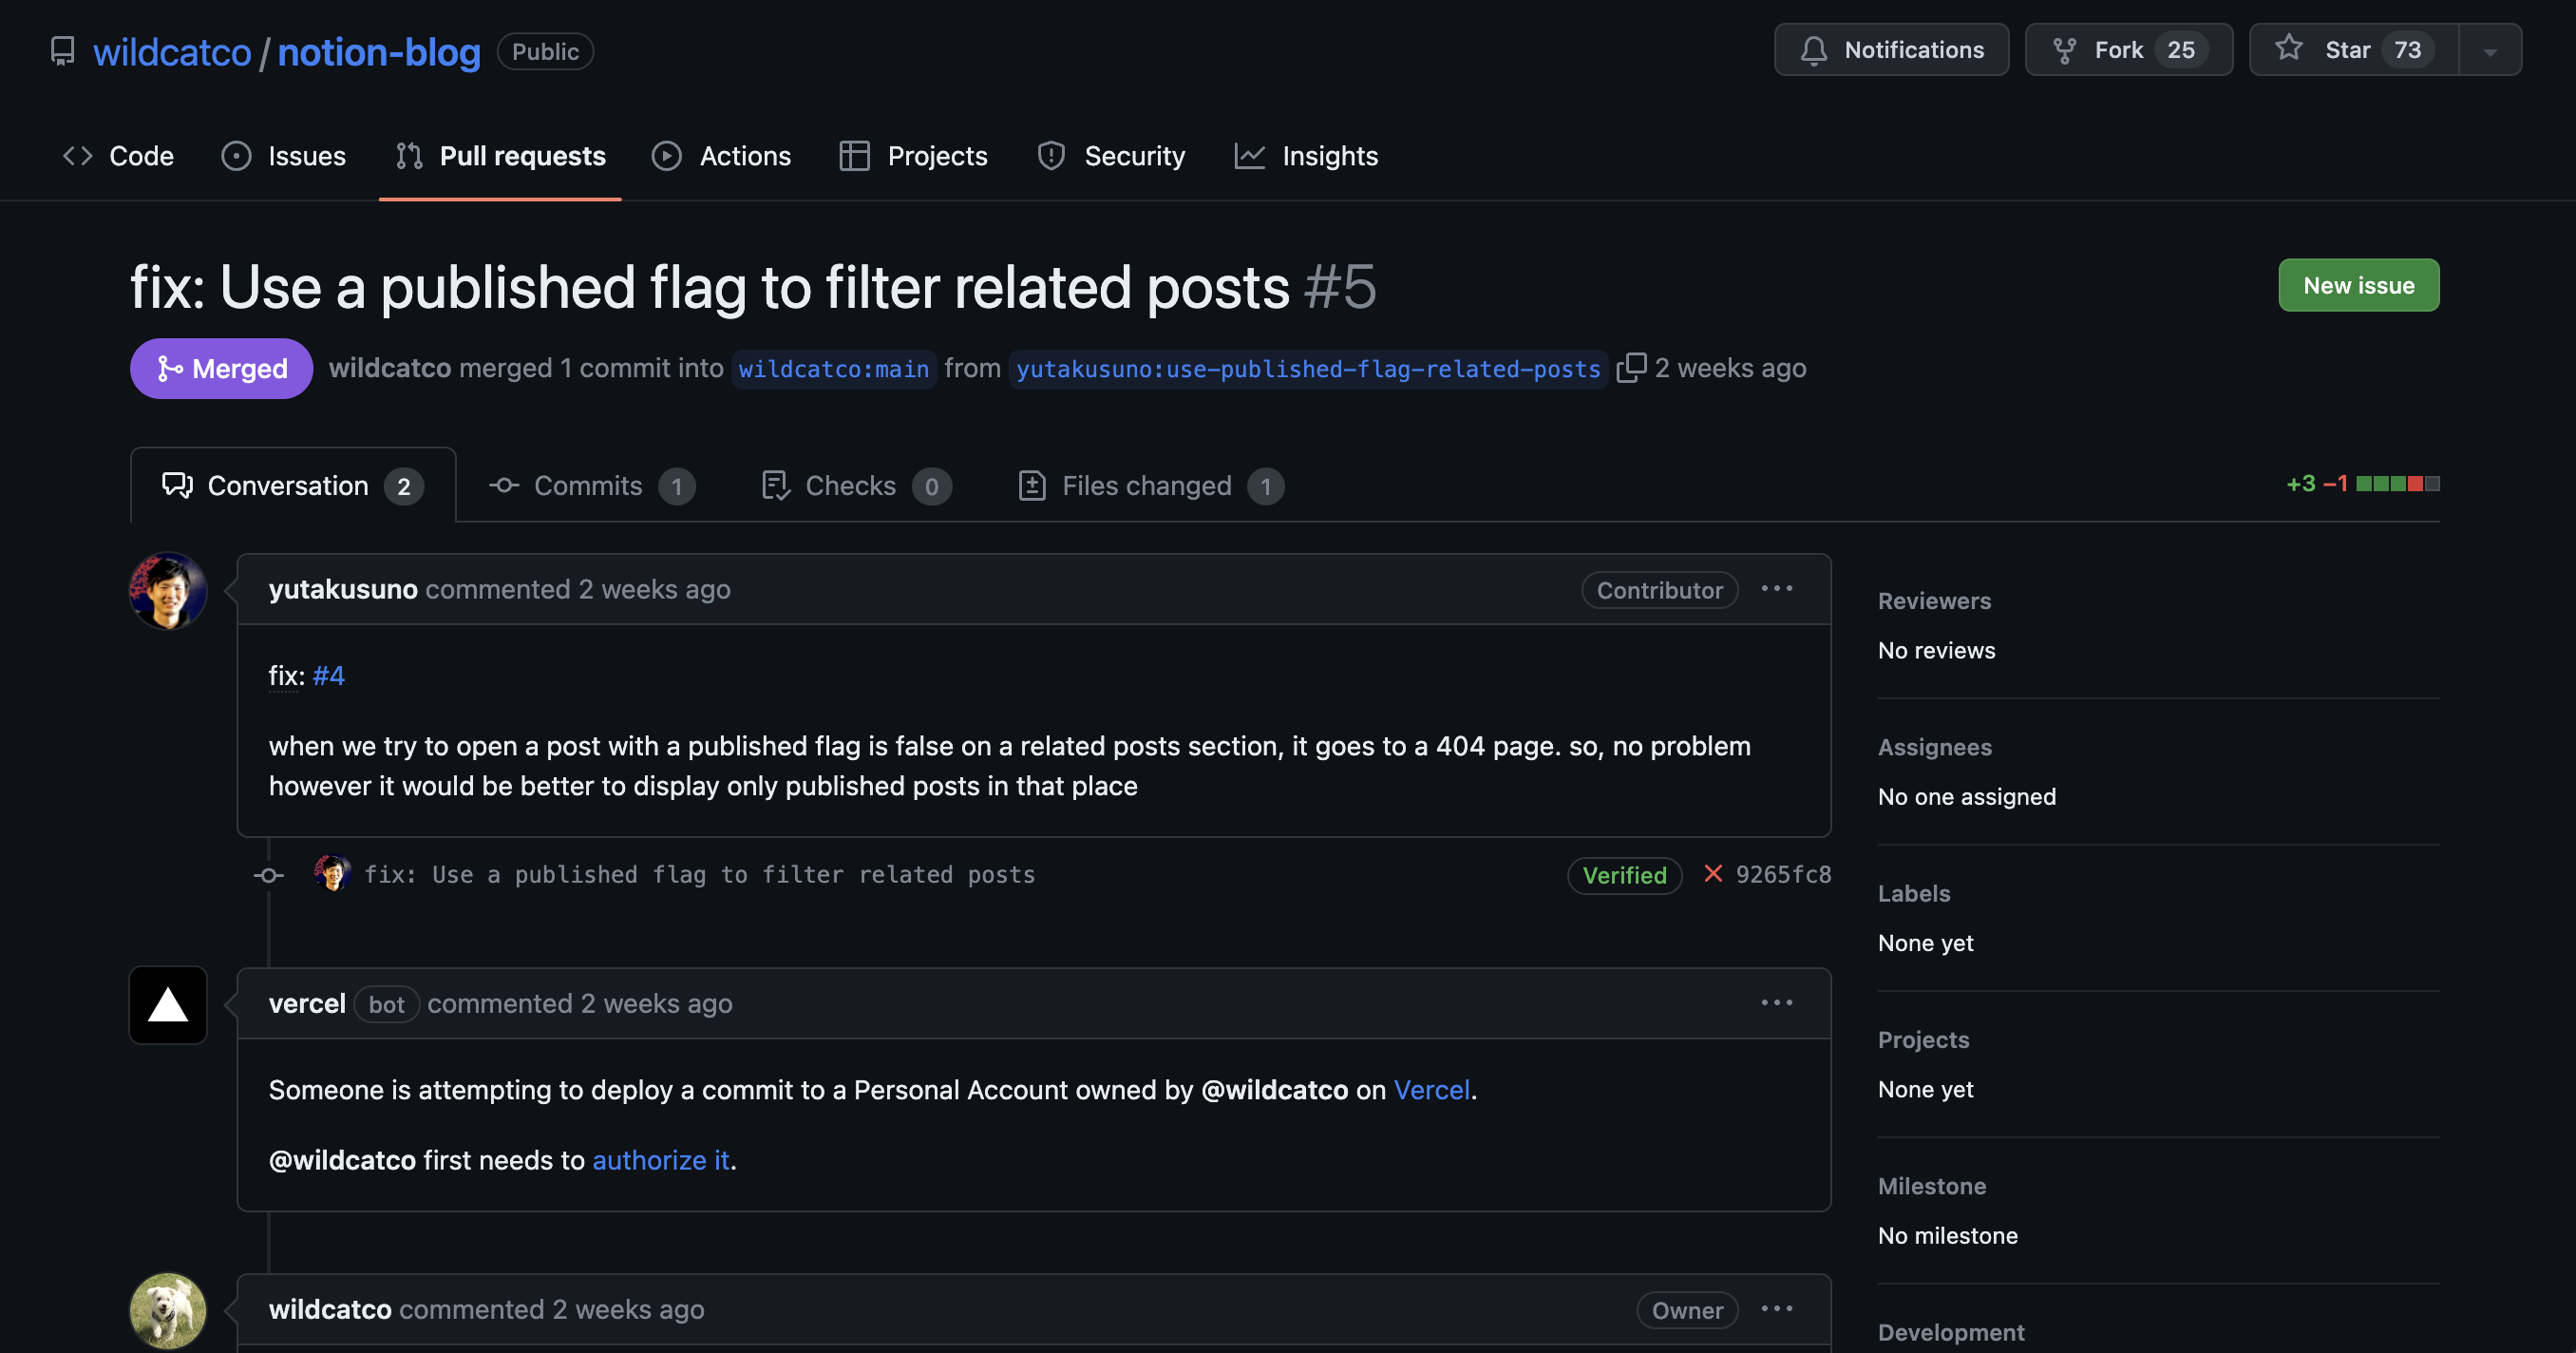 wildcatco / notion-blog Public
Notifications
Fork 25
Star 73
Code
Issues
Pull requests
Actions
Projects
Security
Insights
fix: Use a published flag to filter related posts #5
New issue
Merged wildcatco merged 1 commit into wildcatco:main from yutakusuno:use-published-flag-related-posts 2 weeks ago
Conversation 2
Commits 1
Checks 0
Files changed 1
+3 −1
yutakusuno commented 2 weeks ago
Contributor
fix: #4
when we try to open a post with a published flag is false on a related posts section, it goes to a 404 page. so, no problem
however it would be better to display only published posts in that place
fix: Use a published flag to filter related posts
Verified
9265fc8
vercel bot commented 2 weeks ago
Someone is attempting to deploy a commit to a Personal Account owned by @wildcatco on Vercel.
@wildcatco first needs to authorize it.
wildcatco commented 2 weeks ago
Owner
Reviewers
No reviews
Assignees
No one assigned
Labels
None yet
Projects
None yet
Milestone
No milestone
Development